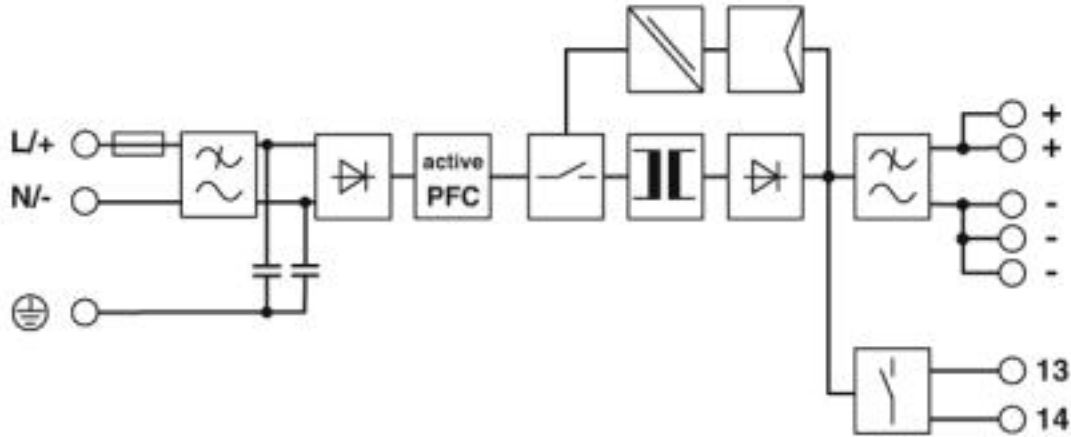 L/+
N/-
active
PFC
+
+
-
-
-
13
14